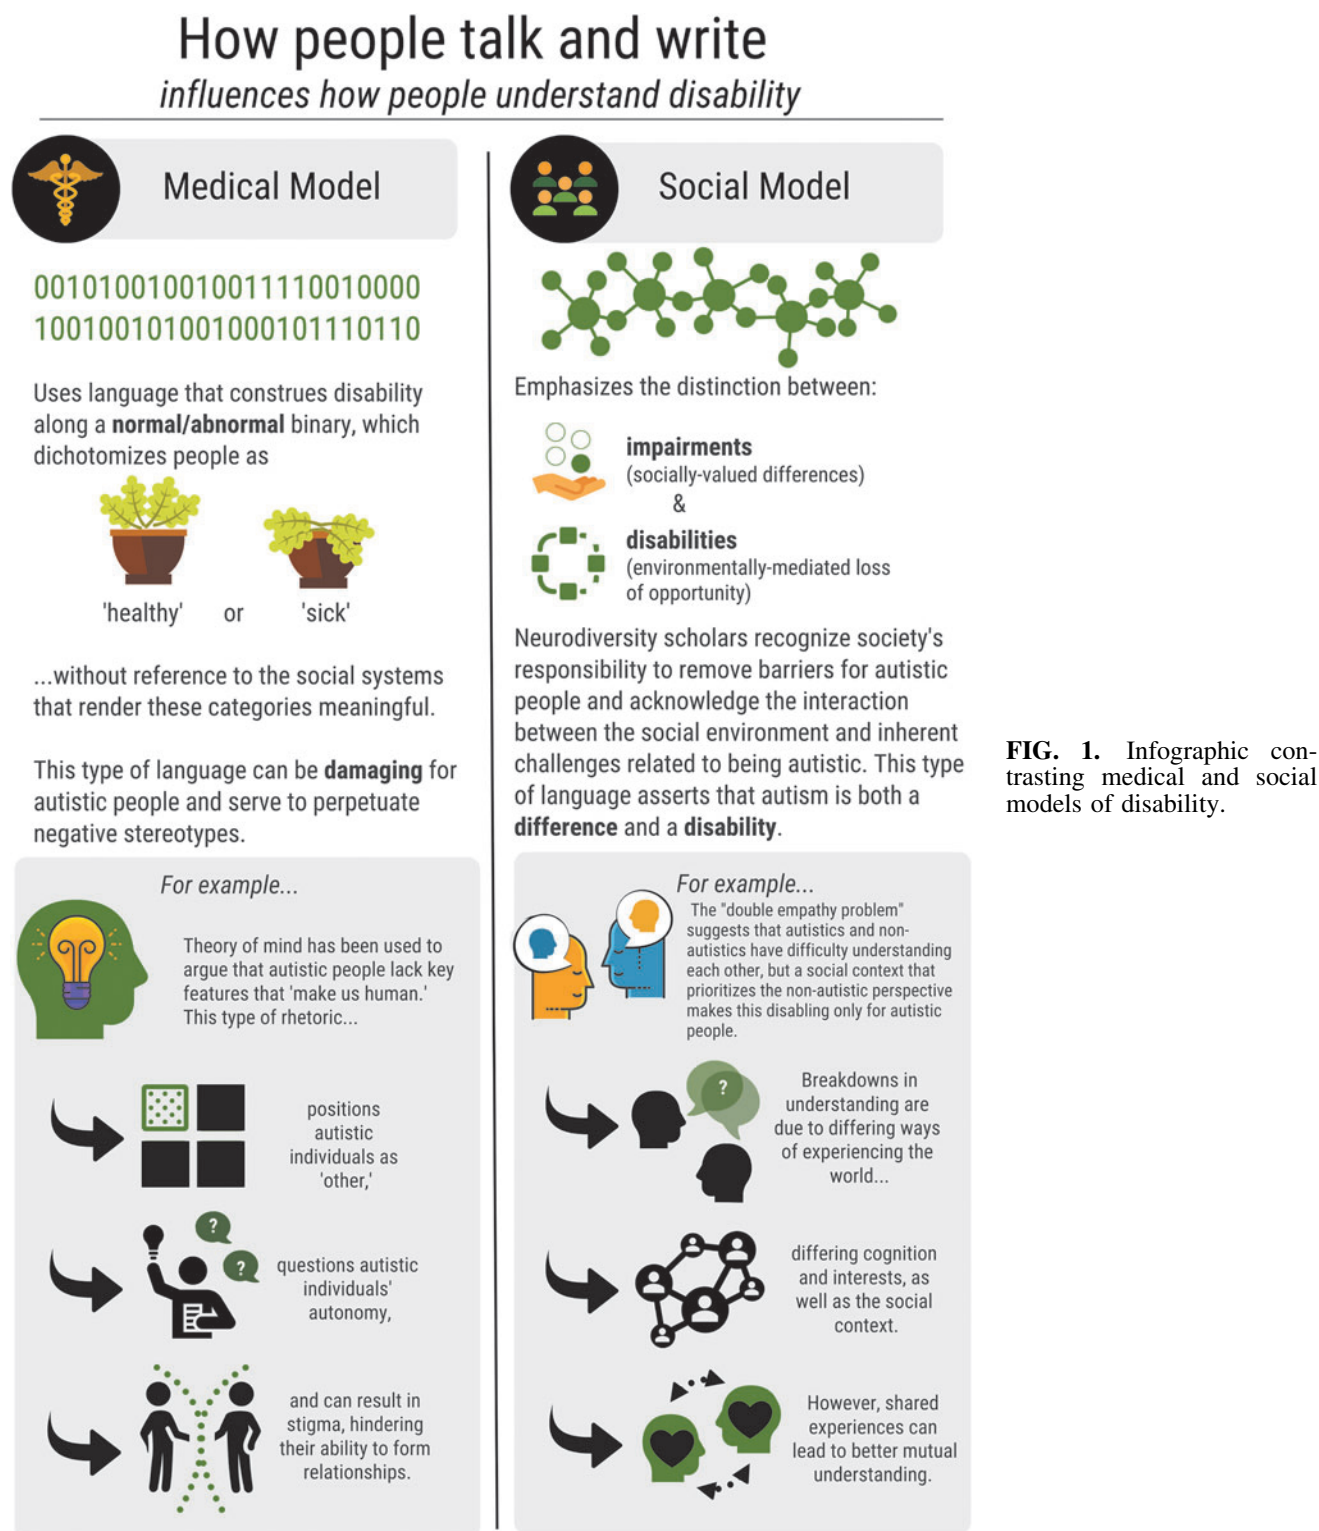 How people talk and write
influences how people understand disability
Medical Model
001010010010011110010000
100100101001000101110110
Uses language that construes disability
along a normal/abnormal binary, which
dichotomizes people as
'healthy' or 'sick'
...without reference to the social systems
that render these categories meaningful.
This type of language can be damaging for
autistic people and serve to perpetuate
negative stereotypes.
For example...
Theory of mind has been used to
argue that autistic people lack key
features that 'make us human.'
This type of rhetoric...
positions
autistic
individuals as
'other,'
?
?
questions autistic
individuals'
autonomy,
and can result in
stigma, hindering
their ability to form
relationships.
Social Model
Emphasizes the distinction between:
impairments
(socially-valued differences)
&
disabilities
(environmentally-mediated loss
of opportunity)
Neurodiversity scholars recognize society's
responsibility to remove barriers for autistic
people and acknowledge the interaction
between the social environment and inherent
challenges related to being autistic. This type
of language asserts that autism is both a
difference and a disability.
For example...
The "double empathy problem"
suggests that autistics and non-
autistics have difficulty understanding
each other, but a social context that
prioritizes the non-autistic perspective
makes this disabling only for autistic
people.
?
Breakdowns in
understanding are
due to differing ways
of experiencing the
world...
differing cognition
and interests, as
well as the social
context.
However, shared
experiences can
lead to better mutual
understanding.
FIG. 1. Infographic con-
trasting medical and social
models of disability.